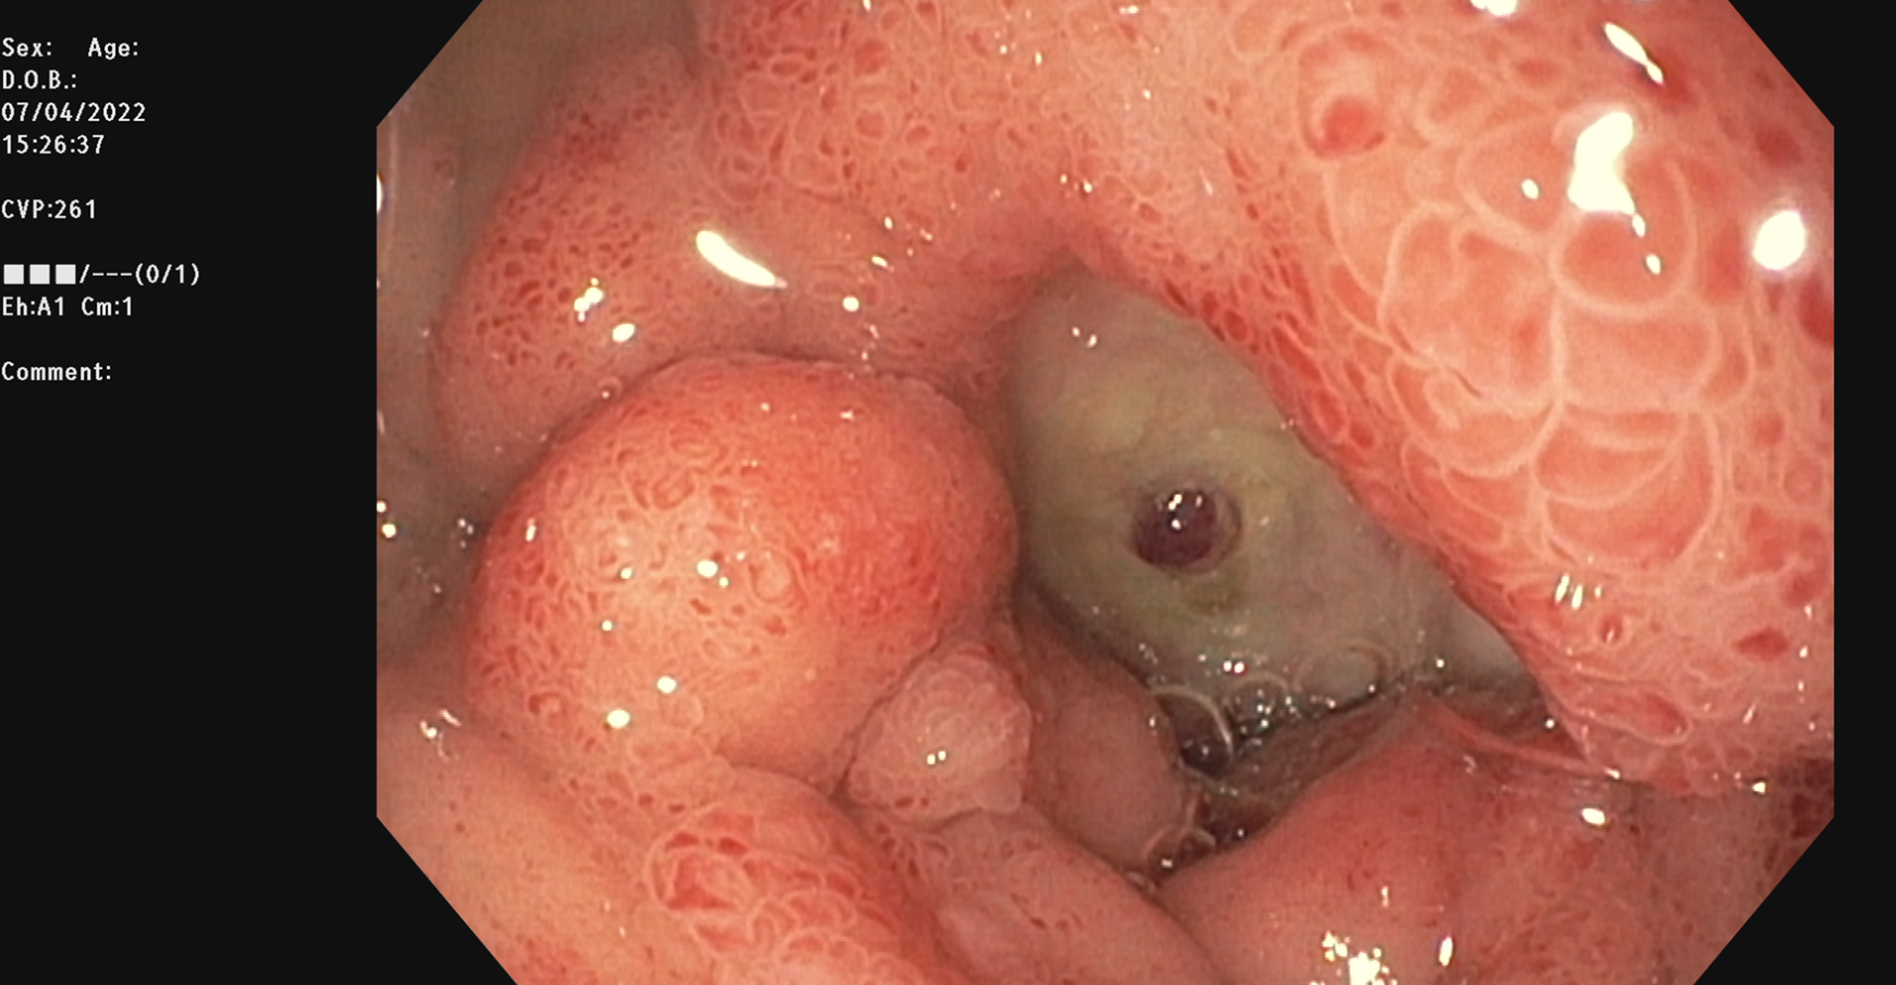 Sex: Age:
D.O.B.:
07/04/2022
15:26:37
CVP:261
■■■/---(0/1)
Eh:A1 Cm:1
Comment: